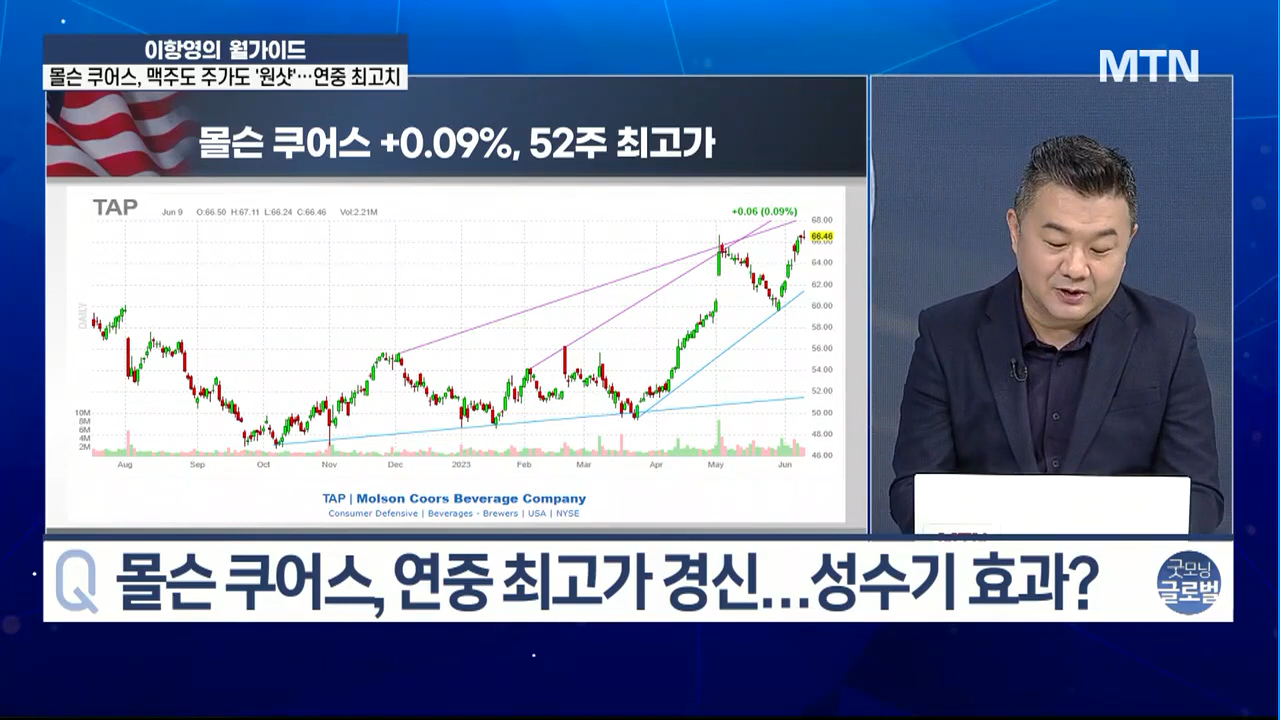 이항영의 월가이드
몰슨 쿠어스, 맥주도 주가도 '원샷'…연중 최고치
MTN
몰슨 쿠어스 +0.09%, 52주 최고가
TAP
Jun 9 O:66.50 H:67.11 L:66.24 C:66.46 Vol:2.21M
+0.06 (0.09%)
68.00
66.46
66.00
64.00
62.00
60.00
58.00
56.00
54.00
52.00
50.00
48.00
46.00
DAILY
10M
8M
6M
4M
2M
Aug Sep Oct Nov Dec 2023 Feb Mar Apr May Jun
TAP | Molson Coors Beverage Company
Consumer Defensive | Beverages - Brewers | USA | NYSE
Q 몰슨 쿠어스, 연중 최고가 경신...성수기 효과?
굿모닝
글로벌